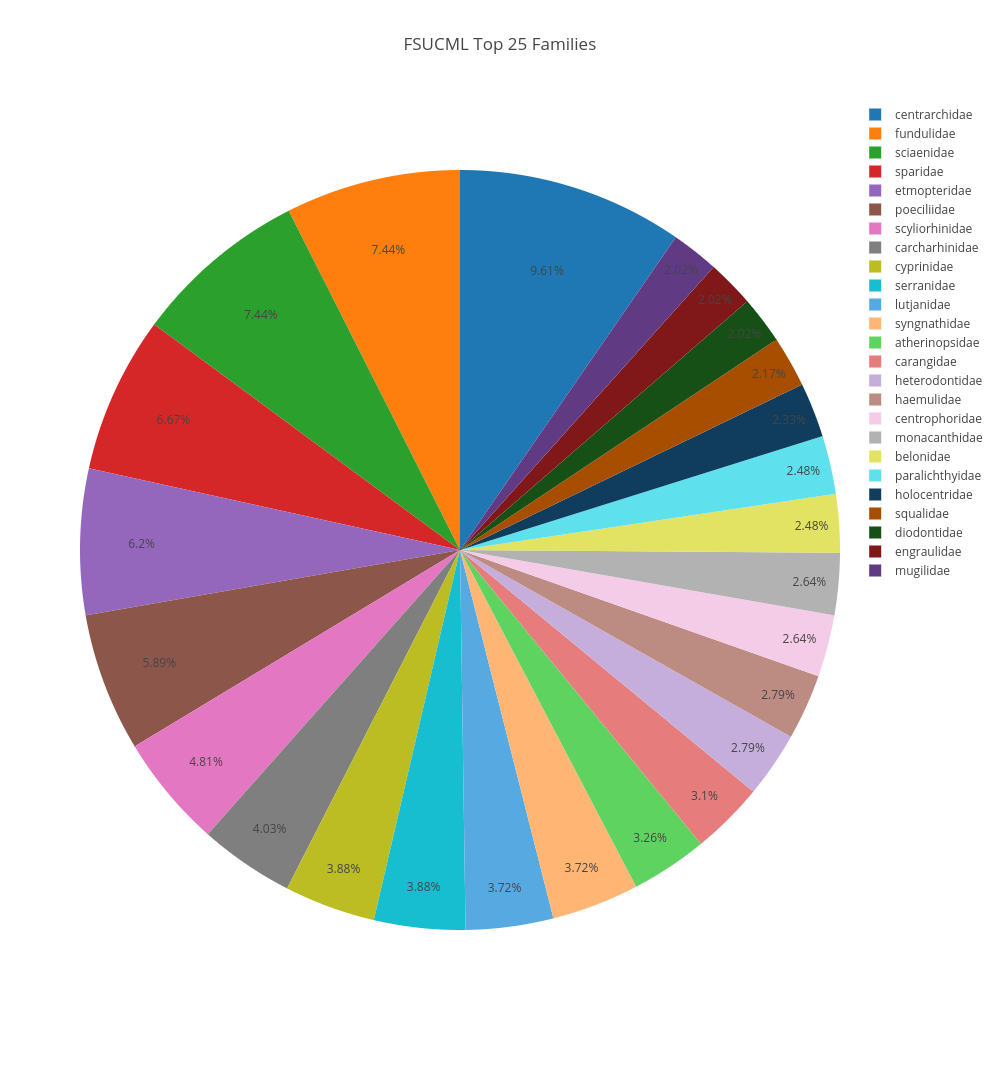 FSUCML Top 25 Families
centrarchidae
fundulidae
sciaenidae
sparidae
etmopteridae
poeciliidae
scyliorhinidae
carcharhinidae
cyprinidae
serranidae
lutjanidae
syngnathidae
atherinopsidae
carangidae
heterodontidae
haemulidae
centrophoridae
monacanthidae
belonidae
paralichthyidae
holocentridae
squalidae
diodontidae
engraulidae
mugilidae
9.61%
7.44%
7.44%
6.67%
6.2%
5.89%
4.81%
4.03%
3.88%
3.88%
3.72%
3.72%
3.26%
3.1%
2.79%
2.79%
2.64%
2.64%
2.48%
2.48%
2.33%
2.17%
2.02%
2.02%
2.02%